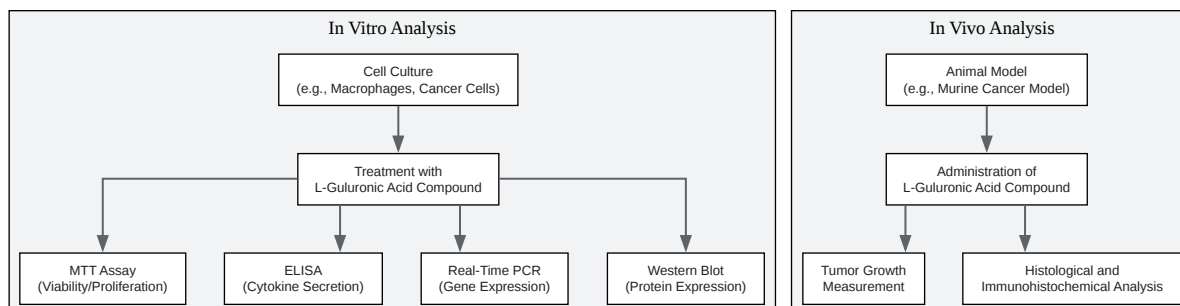 In Vitro Analysis
Cell Culture
(e.g., Macrophages, Cancer Cells)
Treatment with
L-Guluronic Acid Compound
MTT Assay
(Viability/Proliferation)
ELISA
(Cytokine Secretion)
Real-Time PCR
(Gene Expression)
Western Blot
(Protein Expression)
In Vivo Analysis
Animal Model
(e.g., Murine Cancer Model)
Administration of
L-Guluronic Acid Compound
Tumor Growth
Measurement
Histological and
Immunohistochemical Analysis